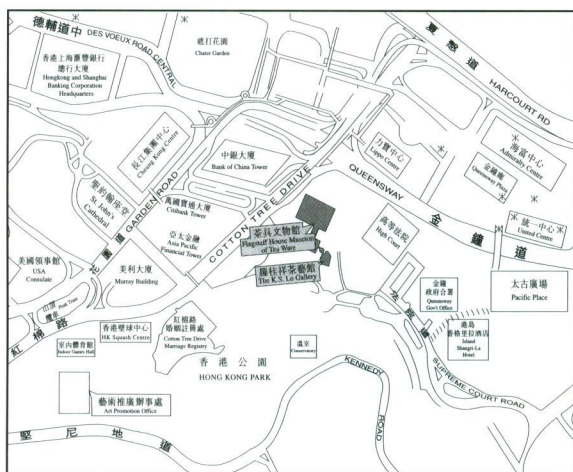 德輔道中 DES VOEUX ROAD CENTRAL
遮打花園
Chater Garden
夏慤道 HARCOURT RD
香港上海匯豐銀行
總行大廈
Hongkong and Shanghai
Banking Corporation
Headquarters
長江集團中心
Cheung Kong Centre
中銀大廈
Bank of China Tower
力寶中心
Lippo Centre
海富中心
Admiralty Centre
金鐘廊
Queensway Plaza
統一中心
United Centre
QUEENSWAY
金鐘道
聖約翰座堂
St. John's
Cathedral
花園道 GARDEN ROAD
萬國寶通大廈
Citibank Tower
COTTON TREE DRIVE
亞太金融
Asia Pacific
Financial Tower
茶具文物館
Flagstaff House Museum
of Tea Ware
羅桂祥茶藝館
The K.S. Lo Gallery
高等法院
High Court
美國領事館
USA
Consulate
美利大廈
Murray Building
山頂
纜車
Peak Tram
紅棉路
香港壁球中心
HK Squash Centre
紅棉路
婚姻註冊處
Cotton Tree Drive
Marriage Registry
室內體育館
Indoor Games Hall
溫室
Conservatory
香港公園
HONG KONG PARK
法院道
金鐘
政府合署
Queensway
Gov't Office
太古廣場
Pacific Place
港島
香格里拉酒店
Island
Shangri-La
Hotel
SUPREME COURT ROAD
藝術推廣辦事處
Art Promotion Office
堅尼地道
KENNEDY ROAD